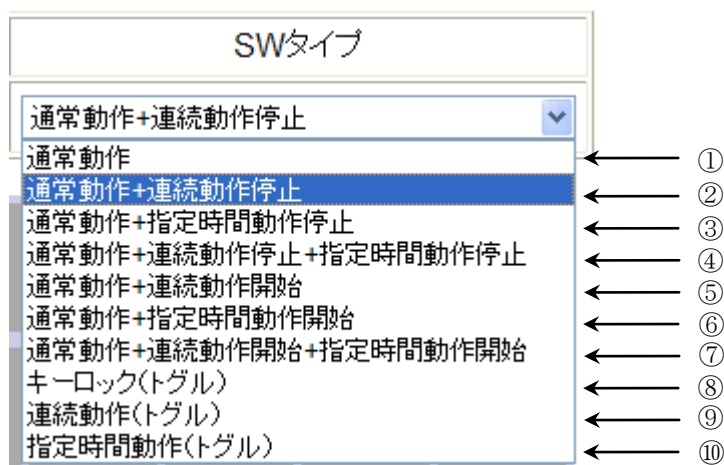 SWタイプ
通常動作+連続動作停止
通常動作 ①
通常動作+連続動作停止 ②
通常動作+指定時間動作停止 ③
通常動作+連続動作停止+指定時間動作停止 ④
通常動作+連続動作開始 ⑤
通常動作+指定時間動作開始 ⑥
通常動作+連続動作開始+指定時間動作開始 ⑦
キーロック(トグル) ⑧
連続動作(トグル) ⑨
指定時間動作(トグル) ⑩